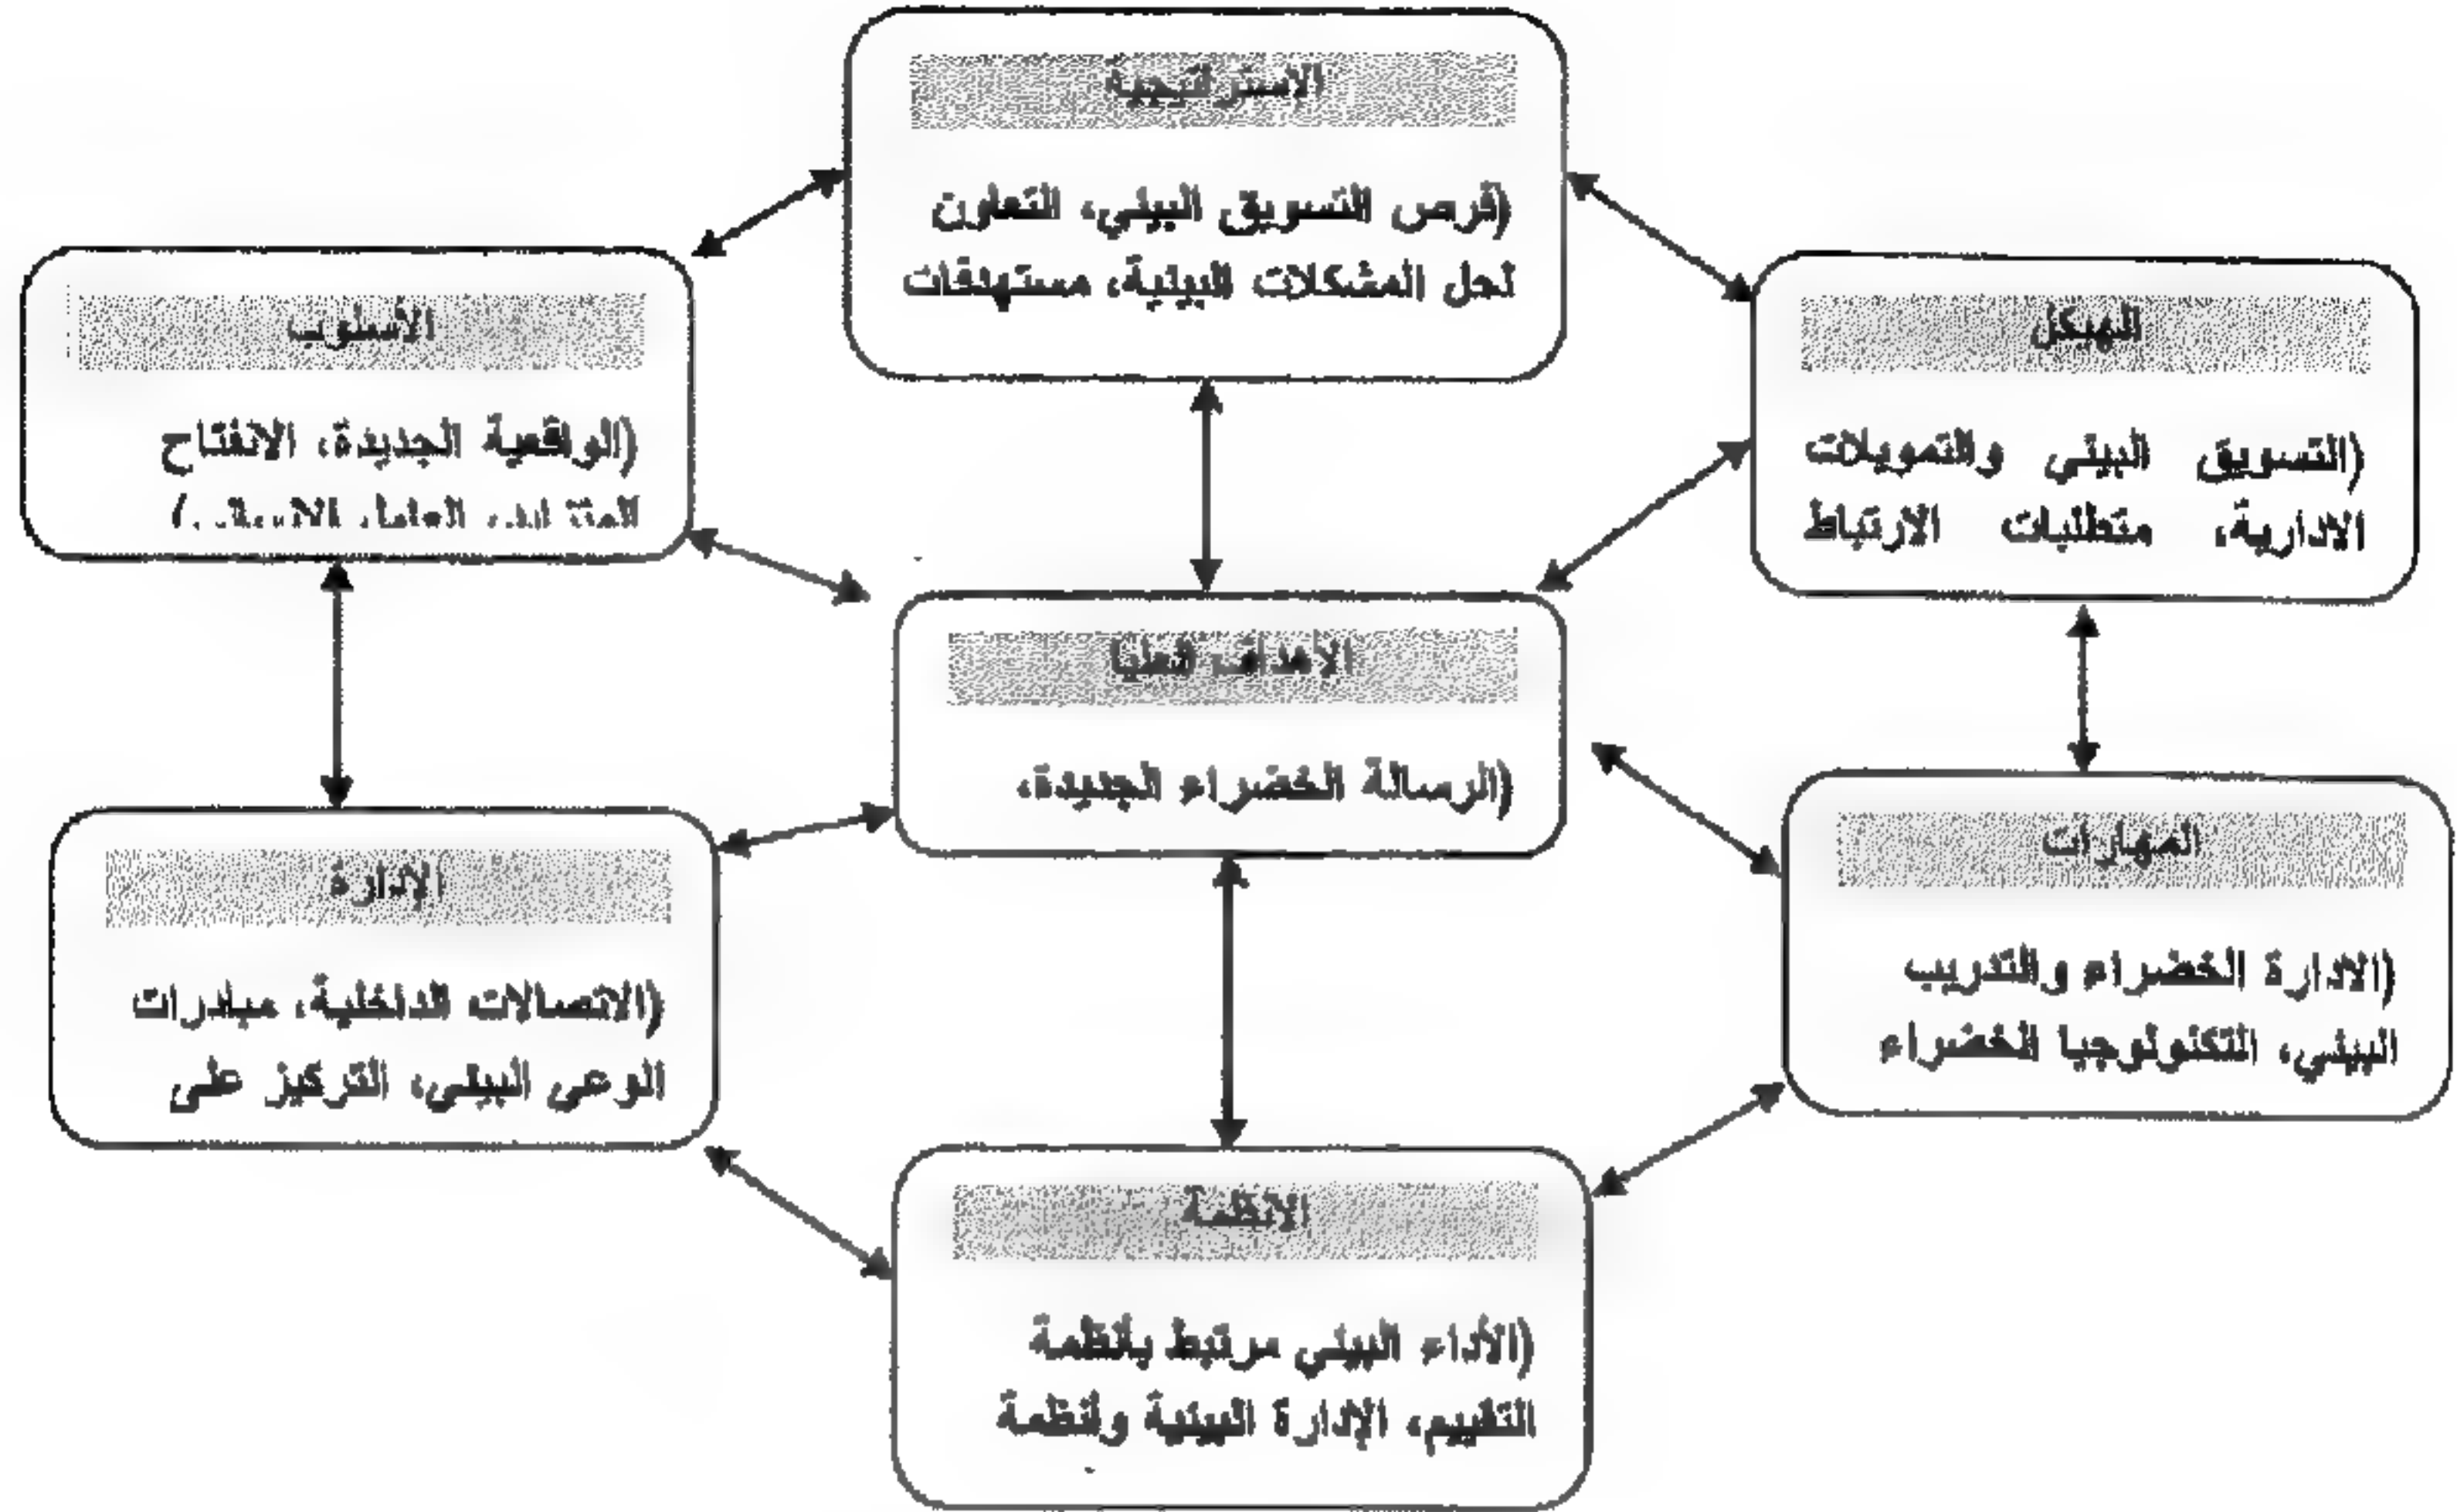 الإستراتيجية
(فرص التسويق البيئي، التعاون
لحل المشكلات البيئية، مستهدفات
الهيكل
(التسويق البيئي والتمويلات
الادارية، متطلبات الارتباط
الأسلوب
(الواقعية الجديدة، الانفتاح
الأهداف العليا
(الرسالة الخضراء الجديدة،
المهارات
(الادارة الخضراء والتدريب
البيئي، التكنولوجيا الخضراء
الإدارة
(الاتصالات الداخلية، مبادرات
الوعي البيئي، التركيز على
الانظمة
(الأداء البيئي مرتبط بأنظمة
التقييم، الإدارة البيئية وأنظمة